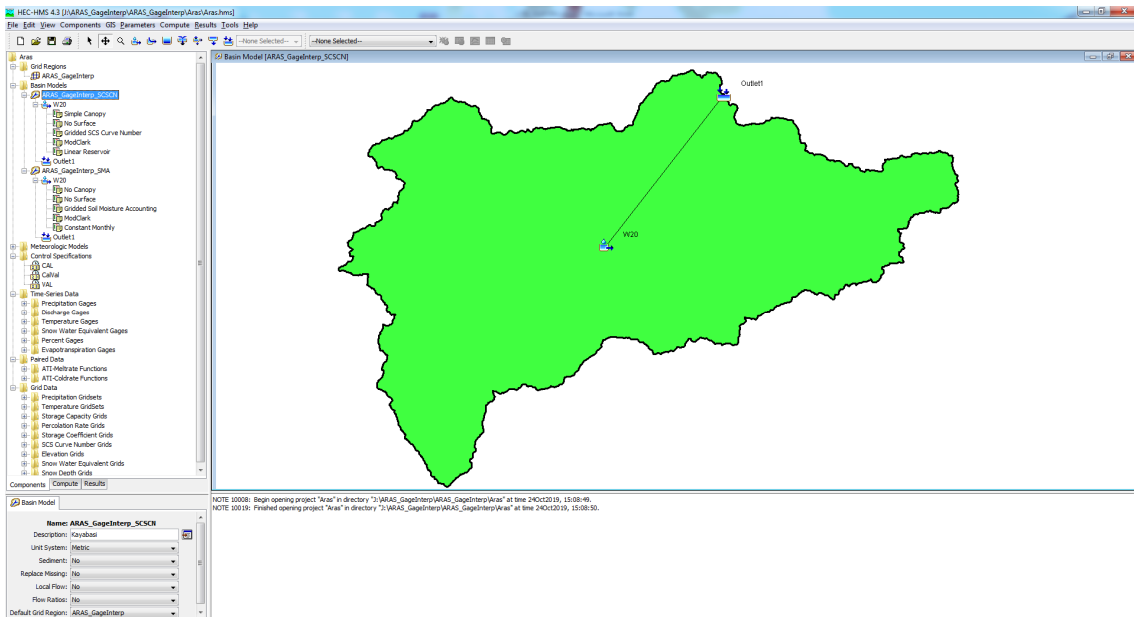 HEC-HMS 4.3 [J:\ARAS_GageInterp\ARAS_GageInterp\Aras\Aras.hms]
File Edit View Components GIS Parameters Compute Results Tools Help
--None Selected-- --None Selected--
Aras
Grid Regions
ARAS_GageInterp
Basin Models
ARAS_GageInterp_SCSCN
W20
Simple Canopy
No Surface
Gridded SCS Curve Number
ModClark
Linear Reservoir
Outlet1
ARAS_GageInterp_SMA
W20
No Canopy
No Surface
Gridded Soil Moisture Accounting
ModClark
Constant Monthly
Outlet1
Meteorologic Models
Control Specifications
CAL
CalVal
VAL
Time-Series Data
Precipitation Gages
Discharge Gages
Temperature Gages
Snow Water Equivalent Gages
Percent Gages
Evapotranspiration Gages
Paired Data
ATI-Meltrate Functions
ATI-Coldrate Functions
Grid Data
Precipitation Gridsets
Temperature GridSets
Storage Capacity Grids
Percolation Rate Grids
Storage Coefficient Grids
SCS Curve Number Grids
Elevation Grids
Snow Water Equivalent Grids
Snow Depth Grids
Components Compute Results
Basin Model
Name: ARAS_GageInterp_SCSCN
Description: Kayabasi
Unit System: Metric
Sediment: No
Replace Missing: No
Local Flow: No
Flow Ratios: No
Default Grid Region: ARAS_GageInterp
Basin Model [ARAS_GageInterp_SCSCN]
Outlet1
W20
NOTE 10008: Begin opening project "Aras" in directory "J:\ARAS_GageInterp\ARAS_GageInterp\Aras" at time 24Oct2019, 15:08:49.
NOTE 10019: Finished opening project "Aras" in directory "J:\ARAS_GageInterp\ARAS_GageInterp\Aras" at time 24Oct2019, 15:08:50.